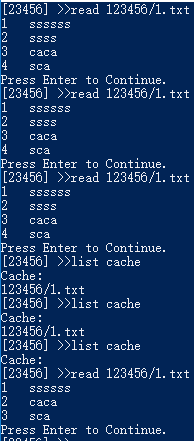 [23456] >>read 123456/1.txt
1 ssssss
2 ssss
3 caca
4 sca
Press Enter to Continue.
[23456] >>read 123456/1.txt
1 ssssss
2 ssss
3 caca
4 sca
Press Enter to Continue.
[23456] >>read 123456/1.txt
1 ssssss
2 ssss
3 caca
4 sca
Press Enter to Continue.
[23456] >>list cache
Cache:
123456/1.txt
[23456] >>list cache
Cache:
123456/1.txt
[23456] >>list cache
Cache:
[23456] >>read 123456/1.txt
1 ssssss
2 caca
3 sca
Press Enter to Continue.